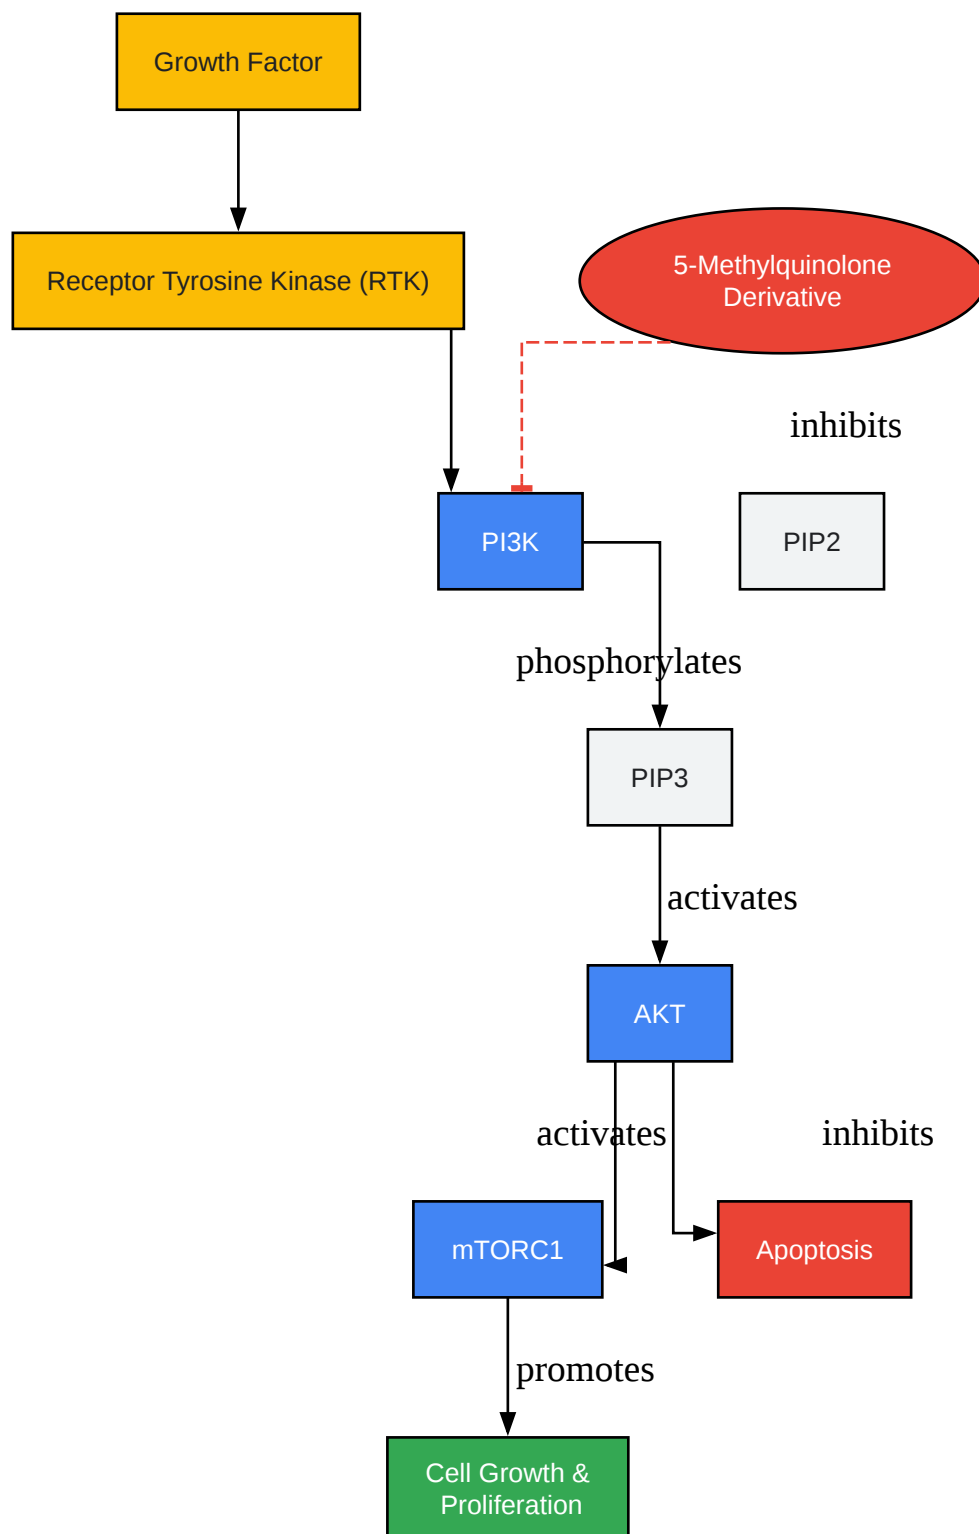 Growth Factor
Receptor Tyrosine Kinase (RTK)
5-Methylquinolone
Derivative
inhibits
PI3K
PIP2
phosphorylates
PIP3
activates
AKT
activates
inhibits
mTORC1
Apoptosis
promotes
Cell Growth &
Proliferation